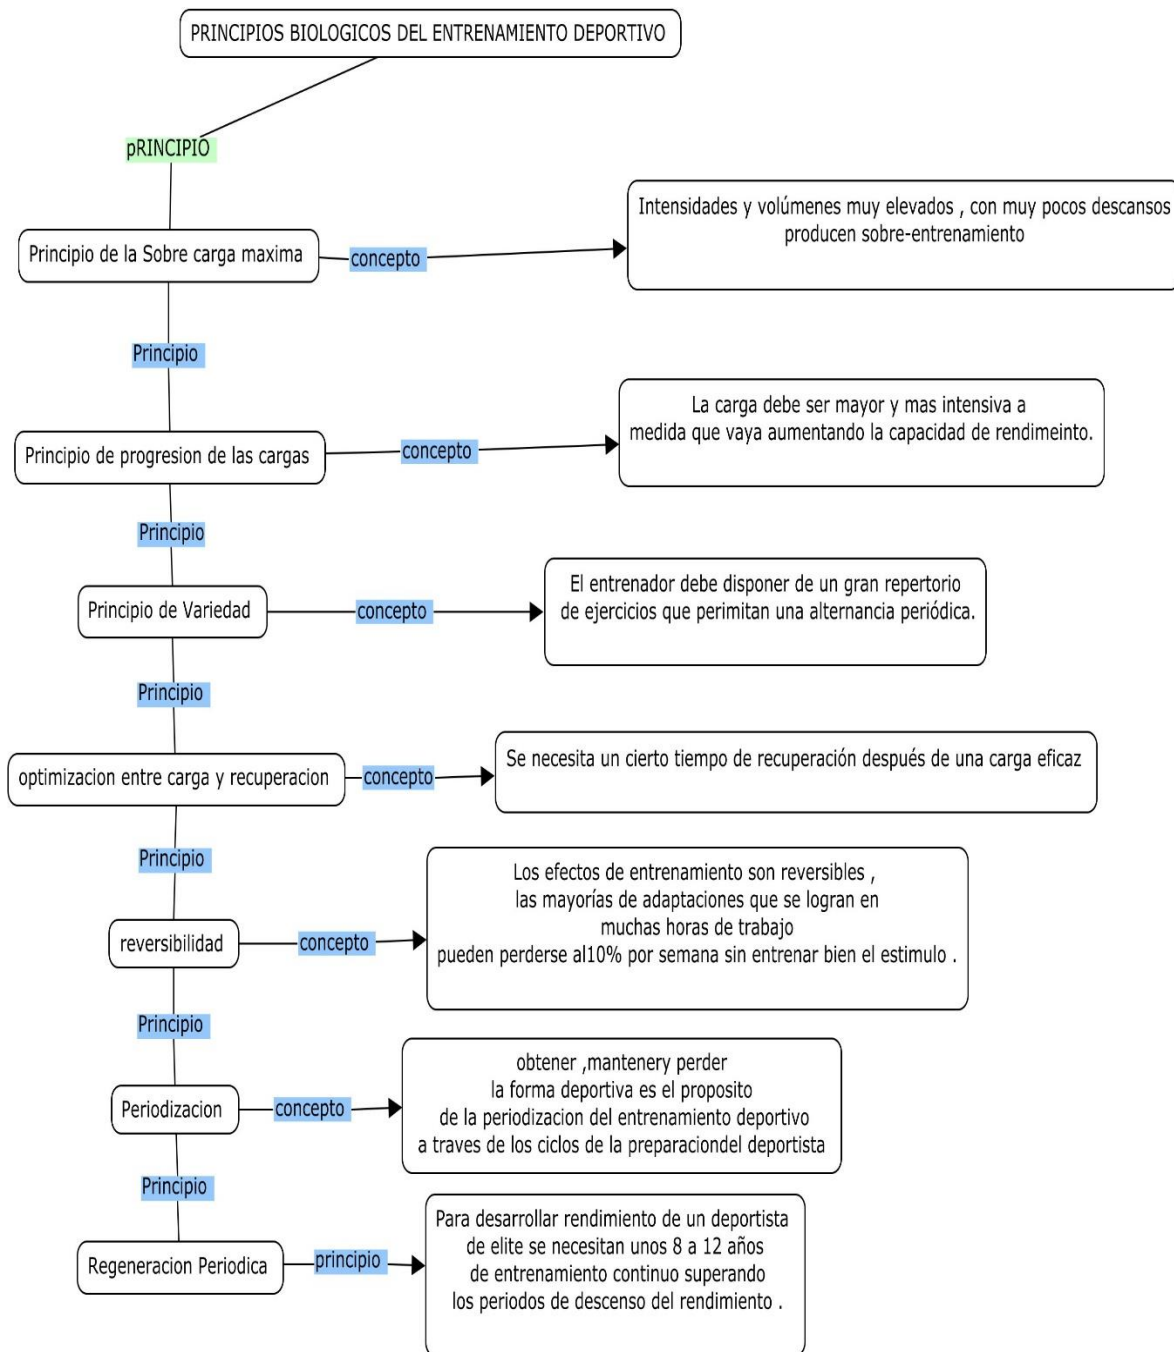 PRINCIPIOS BIOLOGICOS DEL ENTRENAMIENTO DEPORTIVO
pRINCIPIO
Principio de la Sobre carga maxima
concepto
Intensidades y volúmenes muy elevados , con muy pocos descansos
producen sobre-entrenamiento
Principio
Principio de progresion de las cargas
concepto
La carga debe ser mayor y mas intensiva a
medida que vaya aumentando la capacidad de rendimeinto.
Principio
Principio de Variedad
concepto
El entrenador debe disponer de un gran repertorio
de ejercicios que perimitan una alternancia periódica.
Principio
optimizacion entre carga y recuperacion
concepto
Se necesita un cierto tiempo de recuperación después de una carga eficaz
Principio
reversibilidad
concepto
Los efectos de entrenamiento son reversibles ,
las mayorías de adaptaciones que se logran en
muchas horas de trabajo
pueden perderse al10% por semana sin entrenar bien el estimulo .
Principio
Periodizacion
concepto
obtener ,mantenery perder
la forma deportiva es el proposito
de la periodizacion del entrenamiento deportivo
a traves de los ciclos de la preparaciondel deportista
Principio
Regeneracion Periodica
principio
Para desarrollar rendimiento de un deportista
de elite se necesitan unos 8 a 12 años
de entrenamiento continuo superando
los periodos de descenso del rendimiento .